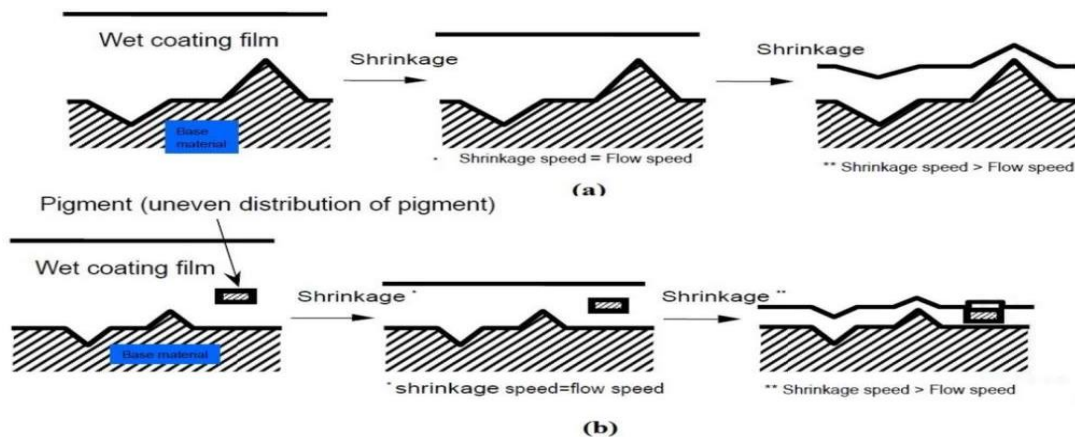 Wet coating film
Shrinkage
Shrinkage
Base
material
* Shrinkage speed = Flow speed
** Shrinkage speed > Flow speed
(a)
Pigment (uneven distribution of pigment)
Wet coating film
Shrinkage *
Shrinkage **
Base material
* shrinkage speed=flow speed
** Shrinkage speed > Flow speed
(b)